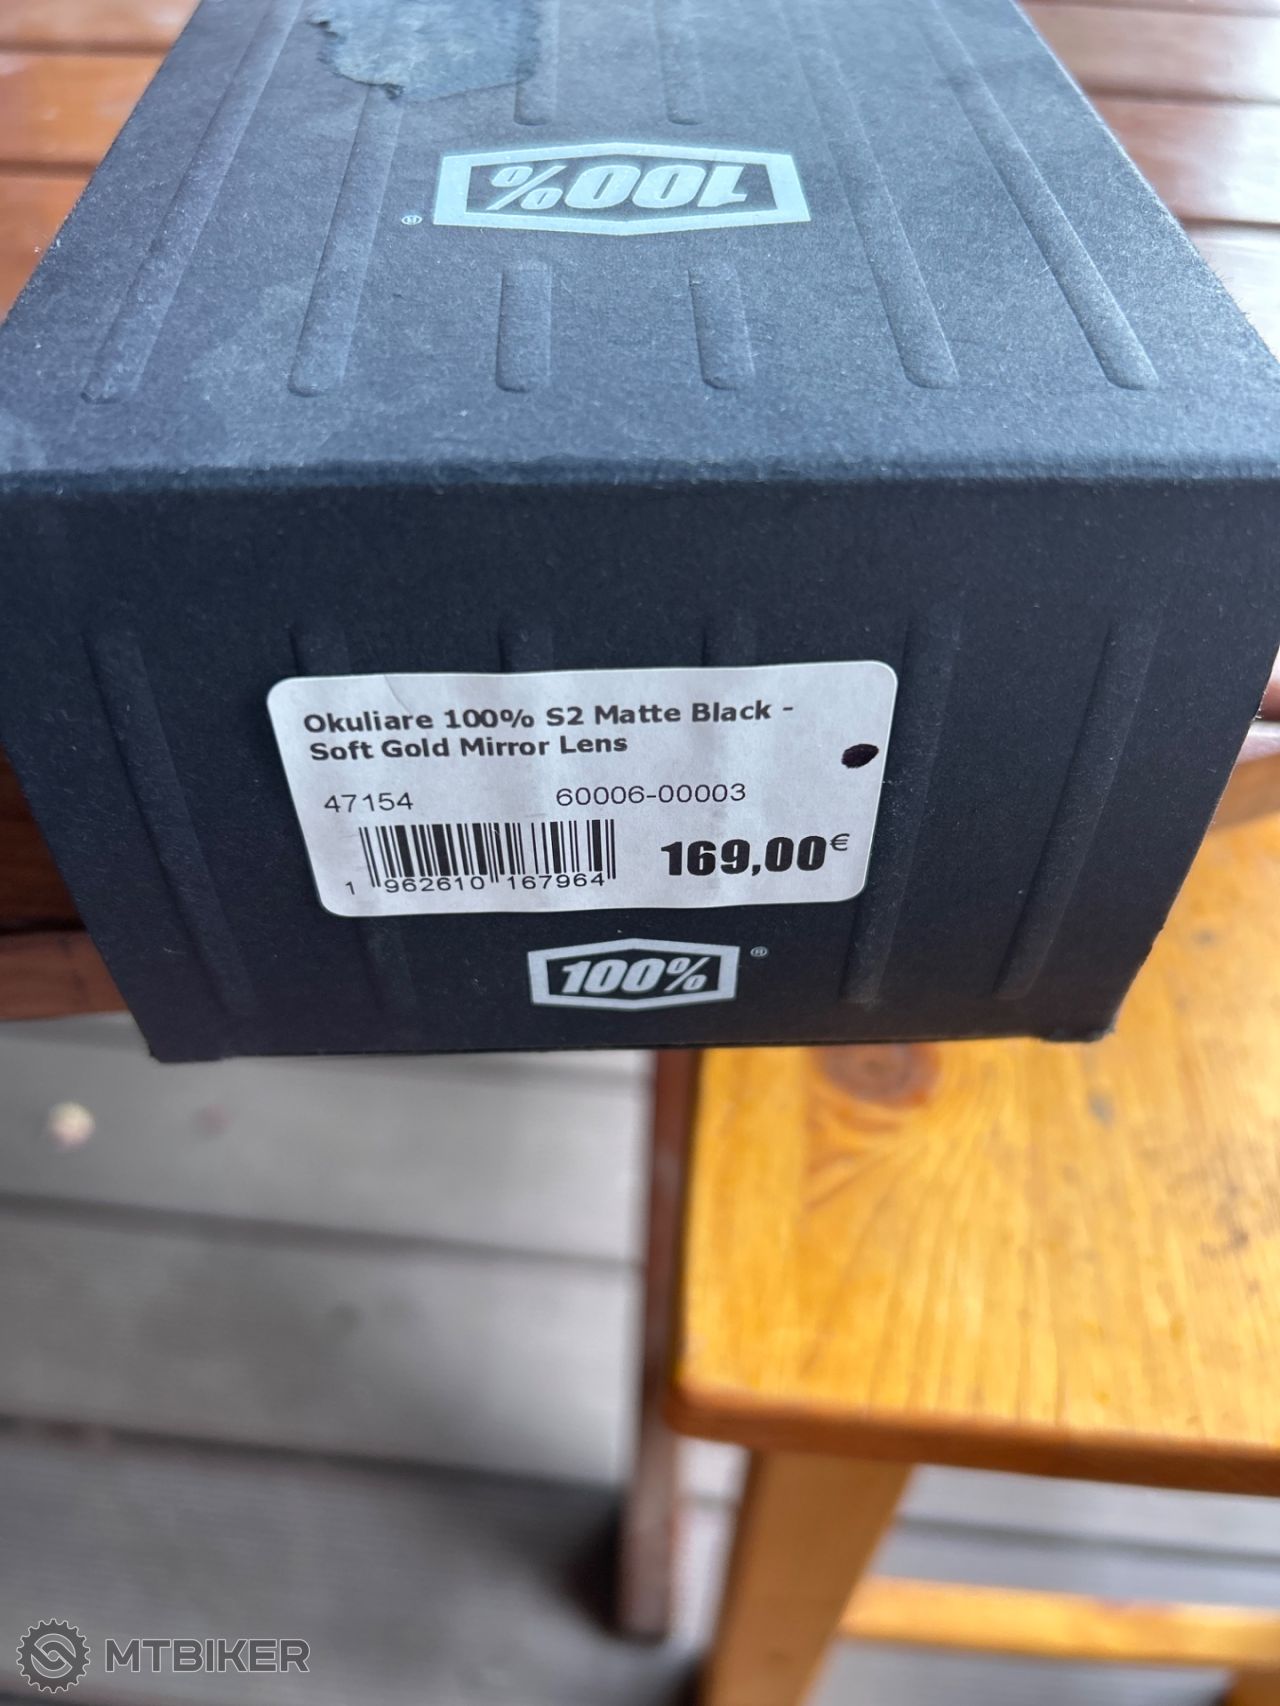 100%
®
Okuliare 100% S2 Matte Black -
Soft Gold Mirror Lens
47154 60006-00003
1 962610 167964 169,00€
100% ®
MTBIKER